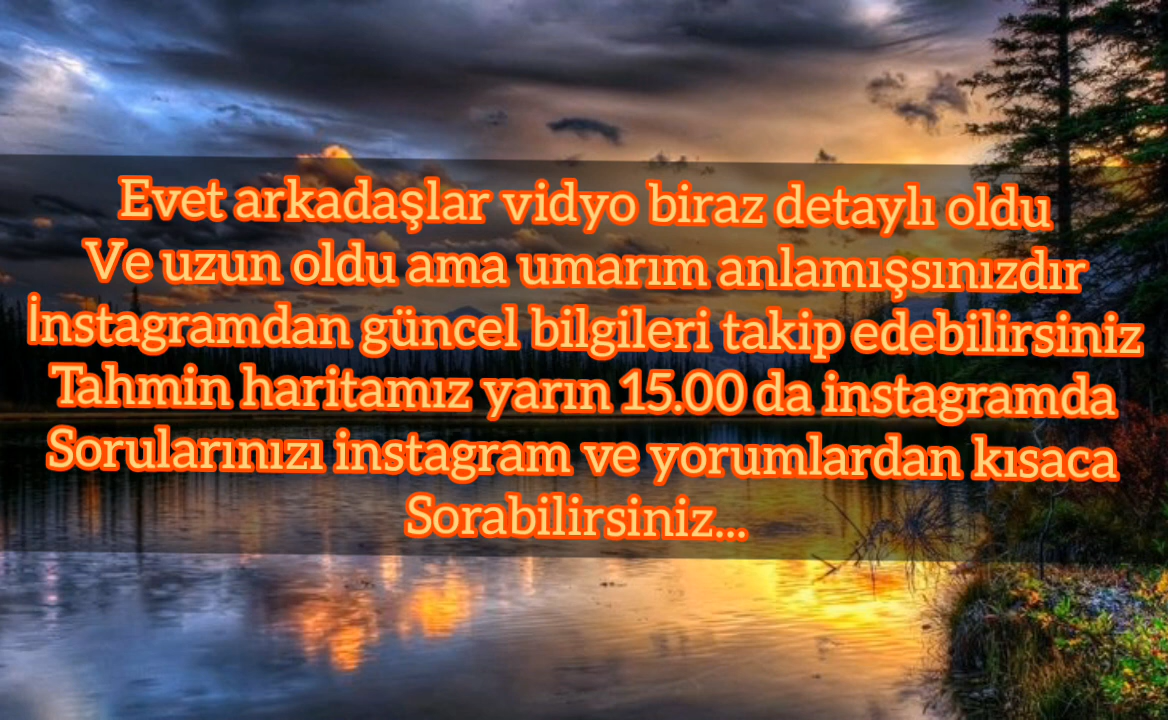 Evet arkadaşlar vidyo biraz detaylı oldu
Ve uzun oldu ama umarım anlamışsınızdır
İnstagramdan güncel bilgileri takip edebilirsiniz
Tahmin haritamız yarın 15.00 da instagramda
Sorularınızı instagram ve yorumlardan kısaca
Sorabilirsiniz...